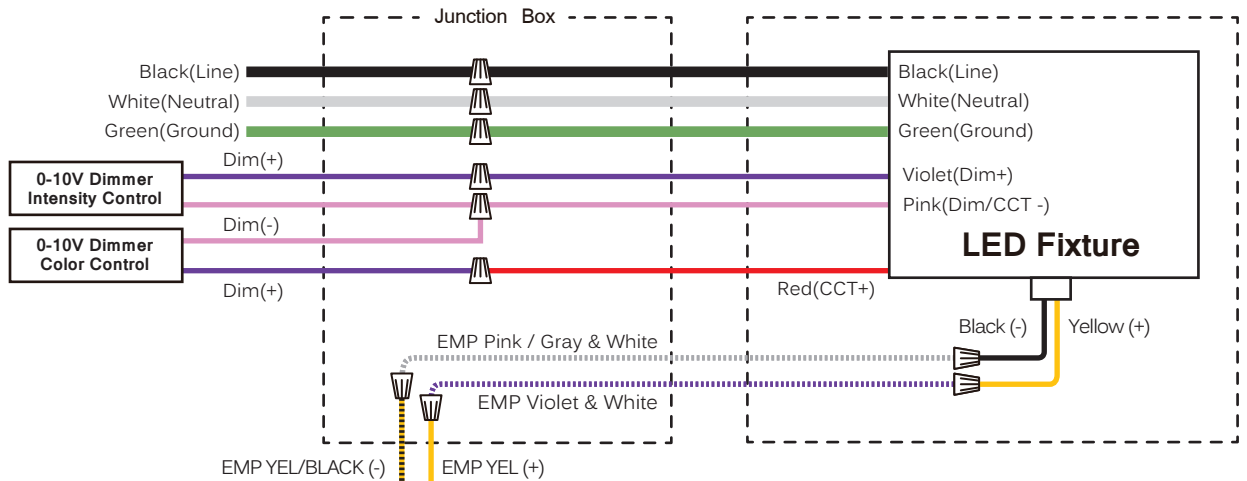 Junction Box
Black(Line)
Black(Line)
White(Neutral)
White(Neutral)
Green(Ground)
Green(Ground)
Dim(+)
0-10V Dimmer
Intensity Control
Violet(Dim+)
Pink(Dim/CCT -)
Dim(-)
0-10V Dimmer
Color Control
LED Fixture
Dim(+)
Red(CCT+)
Black (-)
Yellow (+)
EMP Pink / Gray & White
EMP Violet & White
EMP YEL/BLACK (-)
EMP YEL (+)